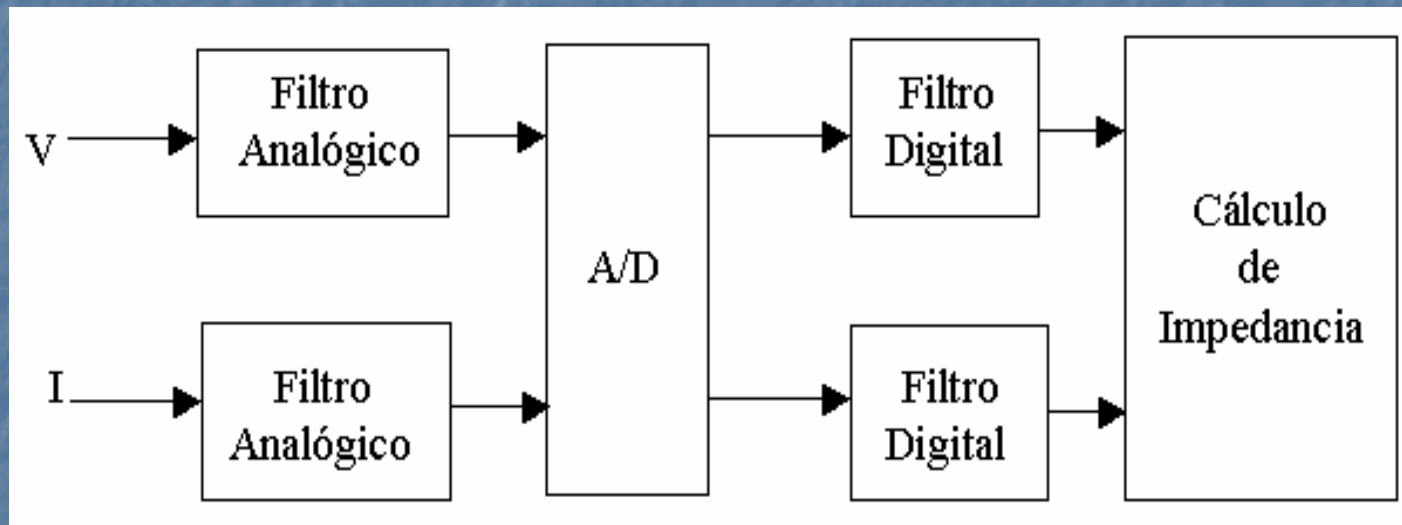 V
Filtro
Analógico
A/D
Filtro
Digital
Cálculo
de
Impedancia
I
Filtro
Analógico
Filtro
Digital